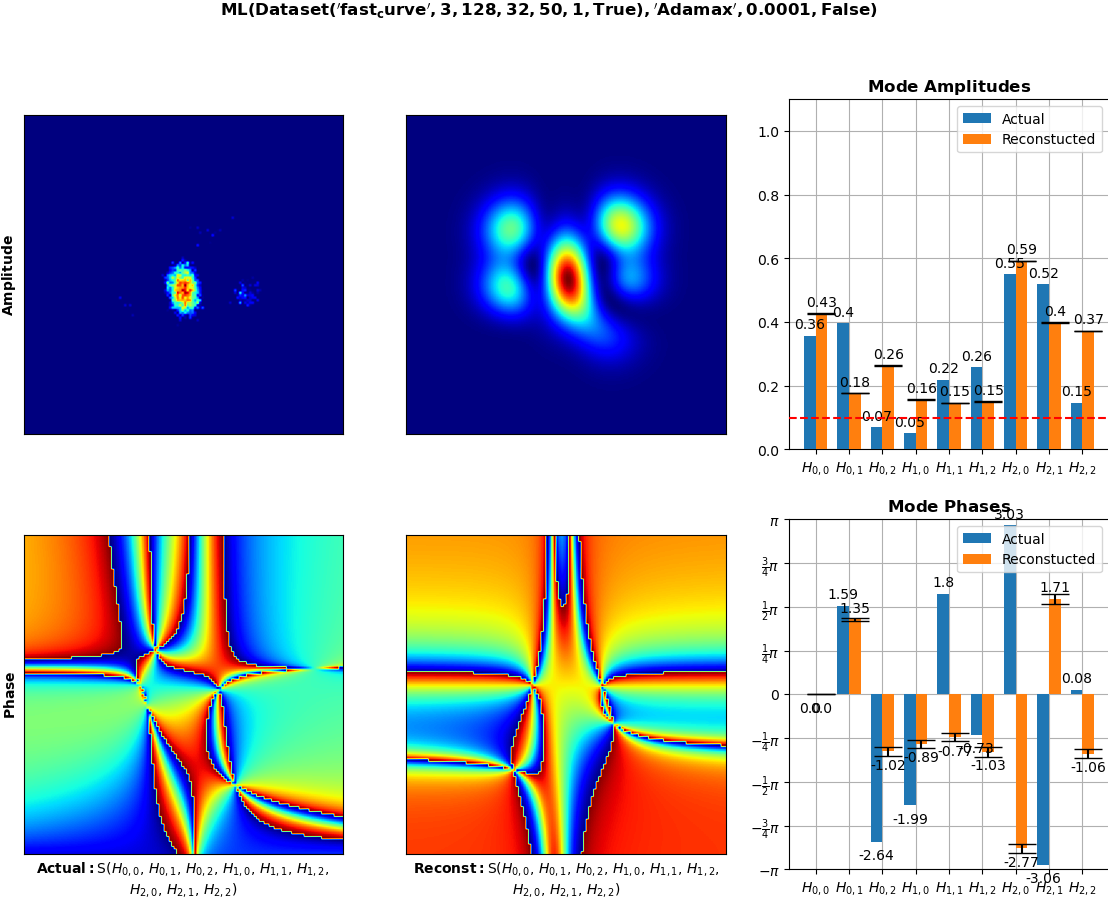 ML(Dataset('fast_curve', 3, 128, 32, 50, 1, True), 'Adamax', 0.0001, False)
Amplitude
Mode Amplitudes
Actual
Reconstucted
1.0
0.8
0.6
0.4
0.2
0.0
0.36 0.43 0.4 0.18 0.07 0.26 0.05 0.16 0.22 0.15 0.26 0.15 0.55 0.59 0.52 0.4 0.15 0.37
H0,0 H0,1 H0,2 H1,0 H1,1 H1,2 H2,0 H2,1 H2,2
Phase
Mode Phases
Actual
Reconstucted
π
3/4π
1/2π
1/4π
0
−1/4π
−1/2π
−3/4π
−π
0.0 0.0 1.59 1.35 -2.64 -1.02 -1.99 -0.89 1.8 -0.77 -0.73 -1.03 3.03 -2.77 -3.06 1.71 0.08 -1.06
H0,0 H0,1 H0,2 H1,0 H1,1 H1,2 H2,0 H2,1 H2,2
Actual: S(H0,0, H0,1, H0,2, H1,0, H1,1, H1,2,
H2,0, H2,1, H2,2)
Reconst: S(H0,0, H0,1, H0,2, H1,0, H1,1, H1,2,
H2,0, H2,1, H2,2)